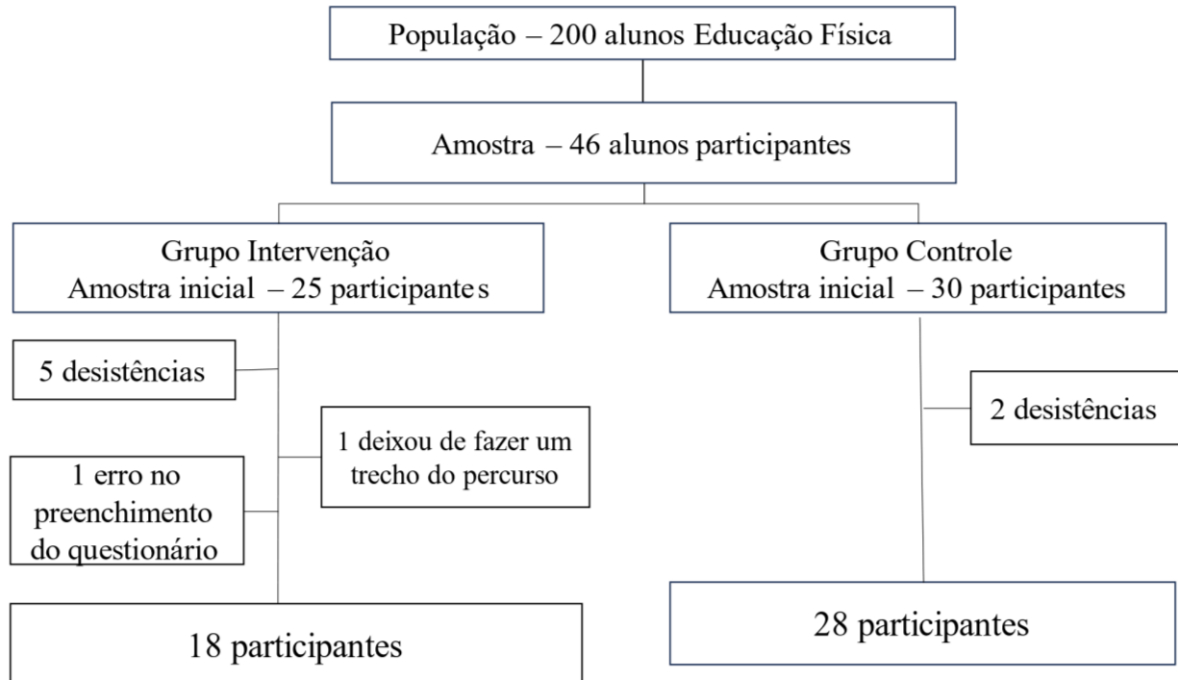 População – 200 alunos Educação Física
Amostra – 46 alunos participantes
Grupo Intervenção
Amostra inicial – 25 participantes
Grupo Controle
Amostra inicial – 30 participantes
5 desistências
1 deixou de fazer um
trecho do percurso
2 desistências
1 erro no
preenchimento
do questionário
18 participantes
28 participantes